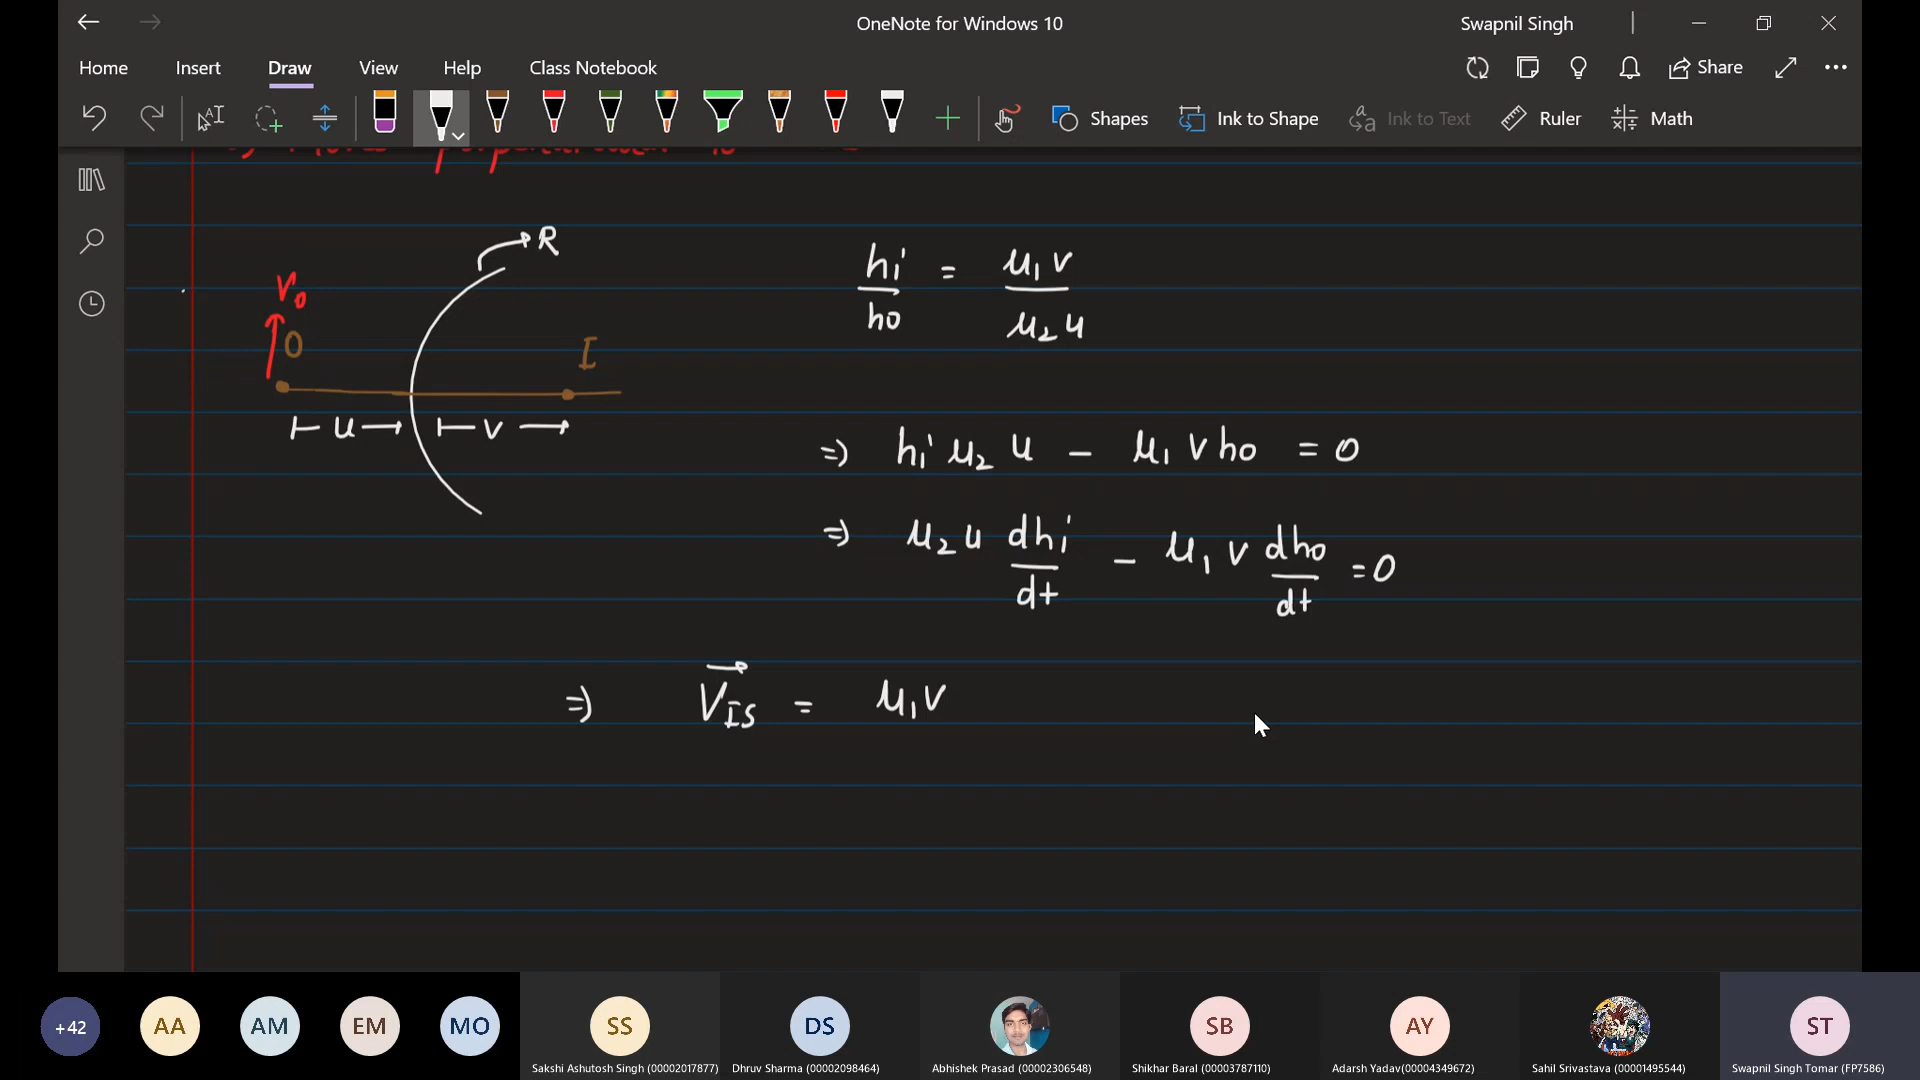 OneNote for Windows 10
Swapnil Singh
Home Insert Draw View Help Class Notebook
Share
Shapes Ink to Shape Ink to Text Ruler Math
R
V₀
O
I
u
v
hi / ho = μ₁ v / μ₂ u
=> hi μ₂ u - μ₁ v ho = 0
=> μ₂ u dhi/dt - μ₁ v dho/dt = 0
=> V⃗IS = μ₁ v
+42 AA AM EM MO SS DS SB AY ST
Sakshi Ashutosh Singh (00002017877) Dhruv Sharma (00002098464) Abhishek Prasad (00002306548) Shikhar Baral (00003787110) Adarsh Yadav(00004349672) Sahil Srivastava (00001495544) Swapnil Singh Tomar (FP7586)